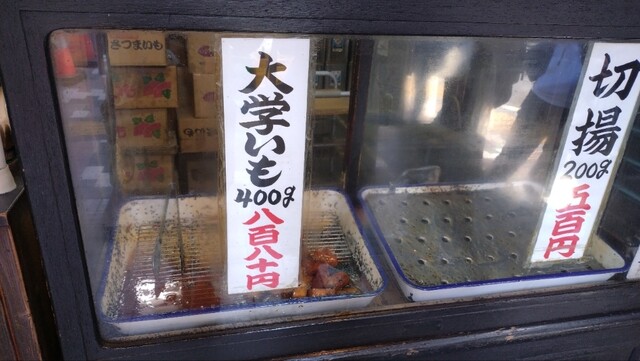 さつまいも
大学いも
400g
八百八十円
切揚
200g
五百円